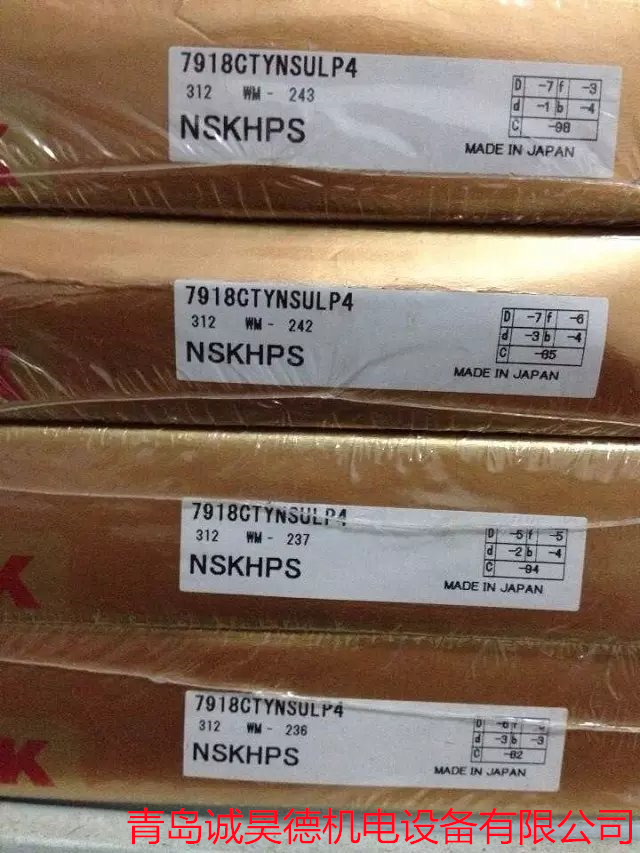 7918CTYNSULP4
312 WM - 243
NSKHPS
D -7 f -3
d -1 b -4
C -98
MADE IN JAPAN
7918CTYNSULP4
312 WM - 242
NSKHPS
D -7 f -6
d -3 b -4
C
MADE IN JAPAN
K
7918CTYNSULP4
312 WM - 237
NSKHPS
D -5 f -5
d -2 b -4
C
MADE IN JAPAN
K
7918CTYNSULP4
312 WM - 236
NSKHPS
D -6 f
d -3 b -3
C
MADE IN JAPAN
K
青岛诚昊德机电设备有限公司